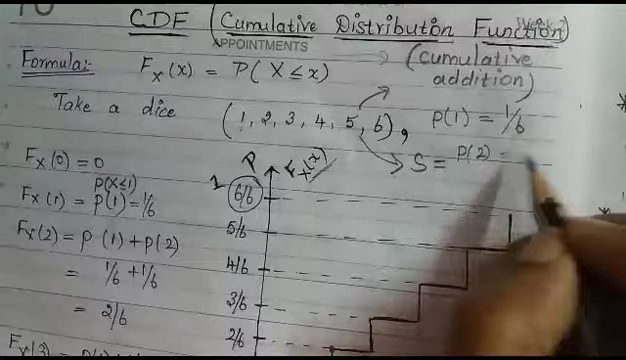 CDF (Cumulative Distributon Function)
APPOINTMENTS
Formula:- Fx(x) = P(X ≤ x) (cumulative addition)
Take a dice (1, 2, 3, 4, 5, 6), P(1) = 1/6
S = P(2) =
Fx(0) = 0
P(X≤1)
Fx(1) = P(1) = 1/6
Fx(2) = P(1) + P(2)
= 1/6 + 1/6
= 2/6
P Fx(x)
1 6/6
5/6
4/6
3/6
2/6